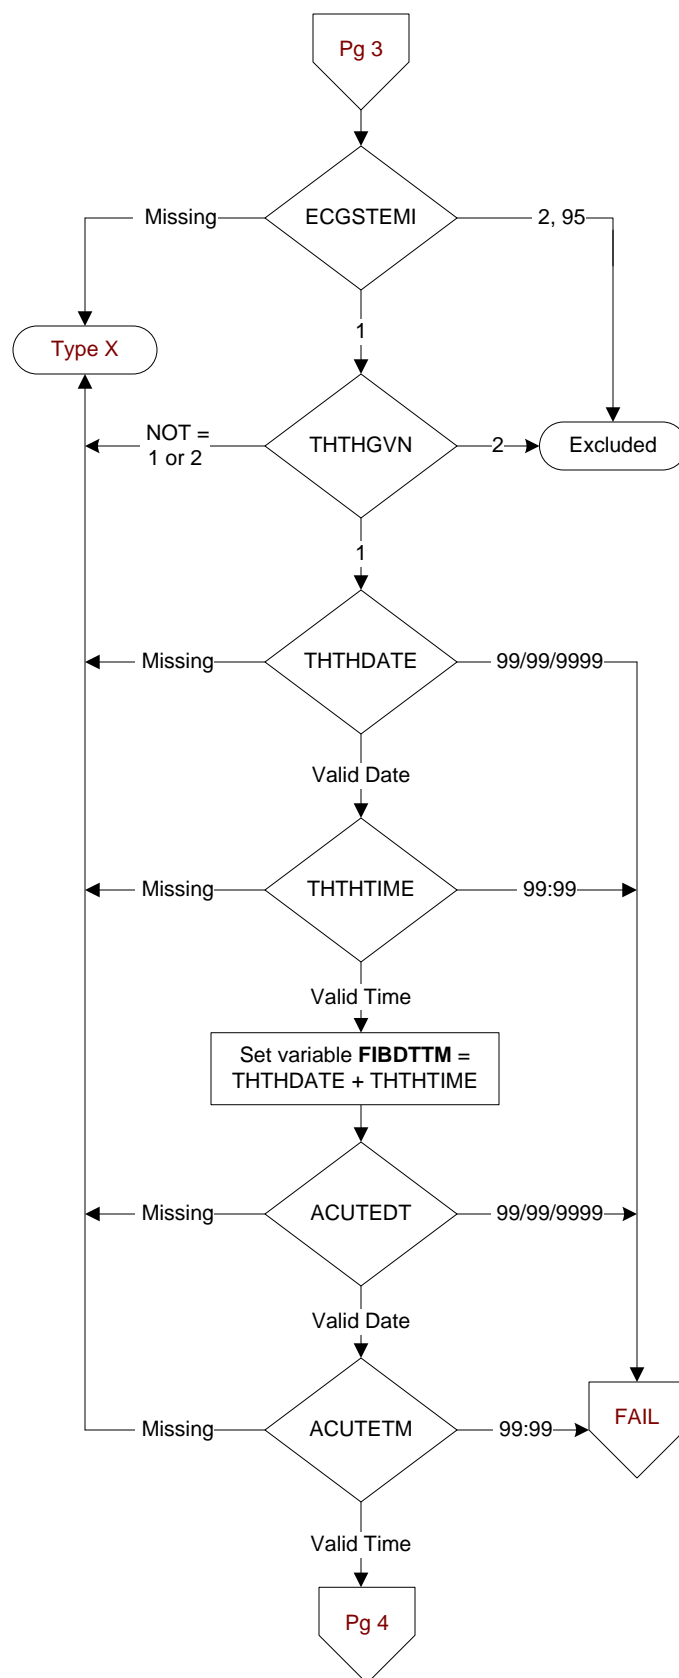 Pg 3
ECGSTEMI
Missing
2, 95
1
Type X
NOT =
1 or 2
THTHGVN
2
Excluded
1
Missing
THTHDATE
99/99/9999
Valid Date
Missing
THTHTIME
99:99
Valid Time
Set variable FIBDTTM =
THTHDATE + THTHTIME
Missing
ACUTEDT
99/99/9999
Valid Date
Missing
ACUTETM
99:99
FAIL
Valid Time
Pg 4